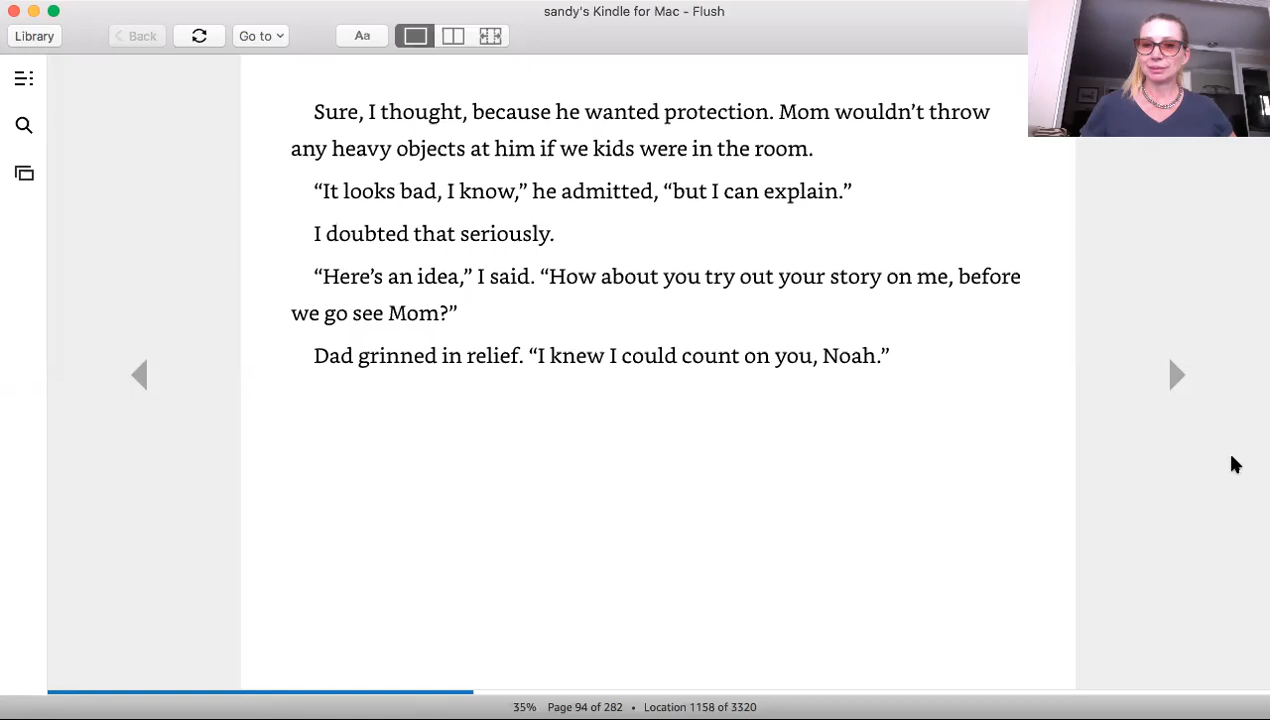 sandy's Kindle for Mac - Flush
Library
Back
Go to
Aa
Sure, I thought, because he wanted protection. Mom wouldn’t throw
any heavy objects at him if we kids were in the room.
“It looks bad, I know,” he admitted, “but I can explain.”
I doubted that seriously.
“Here’s an idea,” I said. “How about you try out your story on me, before
we go see Mom?”
Dad grinned in relief. “I knew I could count on you, Noah.”
35% Page 94 of 282 • Location 1158 of 3320